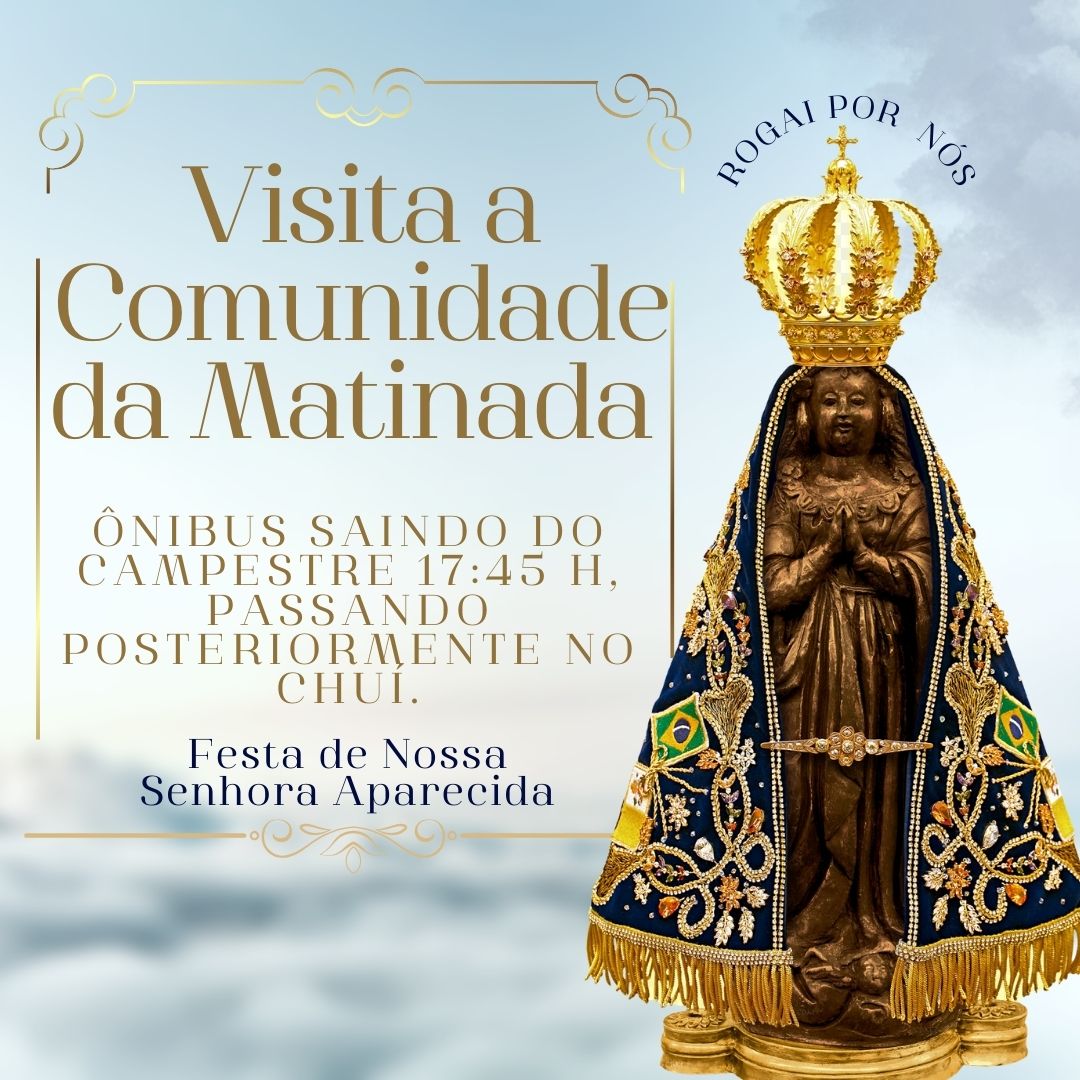 ROGAI POR NÓS
Visita a
Comunidade
da Matinada
ÔNIBUS SAINDO DO
CAMPESTRE 17:45 H,
PASSANDO
POSTERIORMENTE NO
CHUÍ.
Festa de Nossa
Senhora Aparecida